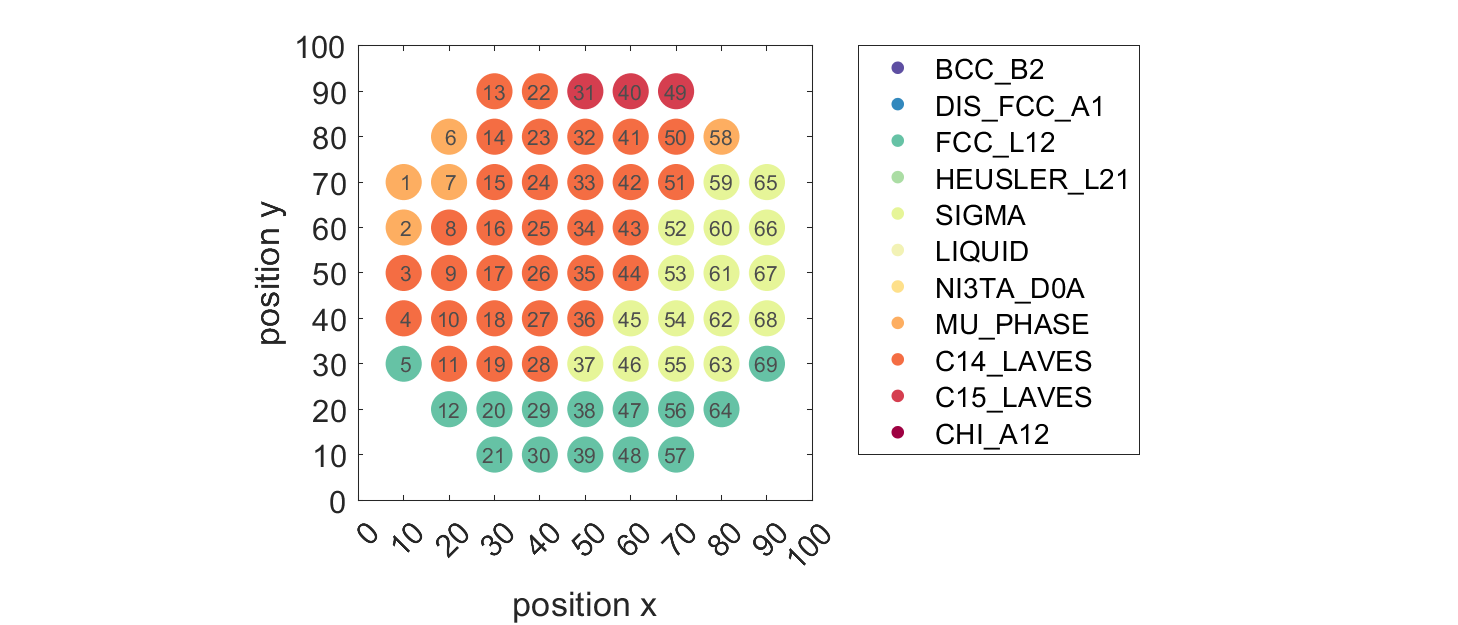 100
90
80
70
60
50
40
30
20
10
0
position y
13 22 31 40 49
6 14 23 32 41 50 58
1 7 15 24 33 42 51 59 65
2 8 16 25 34 43 52 60 66
3 9 17 26 35 44 53 61 67
4 10 18 27 36 45 54 62 68
5 11 19 28 37 46 55 63 69
12 20 29 38 47 56 64
21 30 39 48 57
0 10 20 30 40 50 60 70 80 90 100
position x
BCC_B2
DIS_FCC_A1
FCC_L12
HEUSLER_L21
SIGMA
LIQUID
NI3TA_D0A
MU_PHASE
C14_LAVES
C15_LAVES
CHI_A12